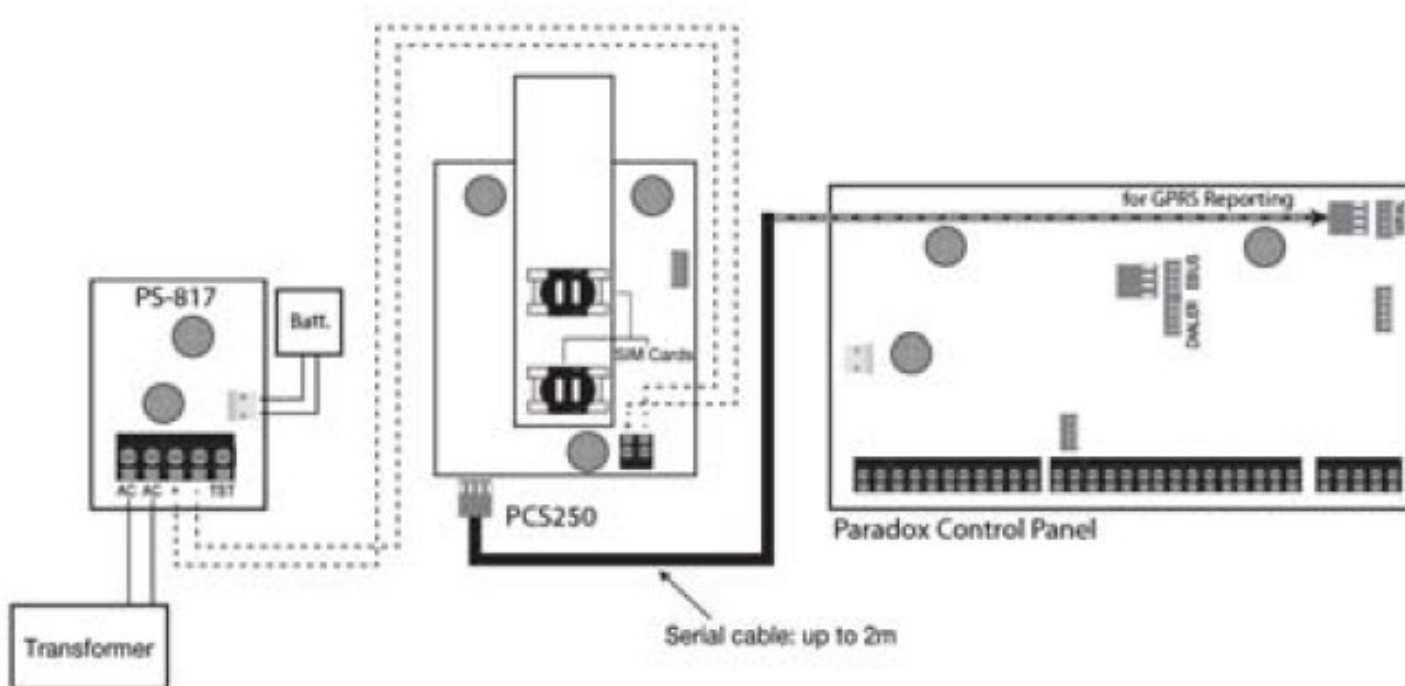 for GPRS Reporting
PS-817
Batt.
SIM Cards
DIALER EBUS
AC AC + - TST
PCS250
Paradox Control Panel
Transformer
Serial cable: up to 2m